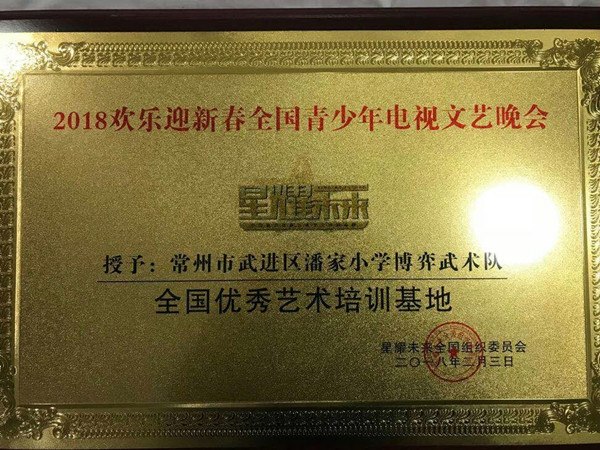 2018欢乐迎新春全国青少年电视文艺晚会
星耀未来
授予：常州市武进区潘家小学博弈武术队
全国优秀艺术培训基地
星耀未来全国组织委员会
二〇一八年二月三日